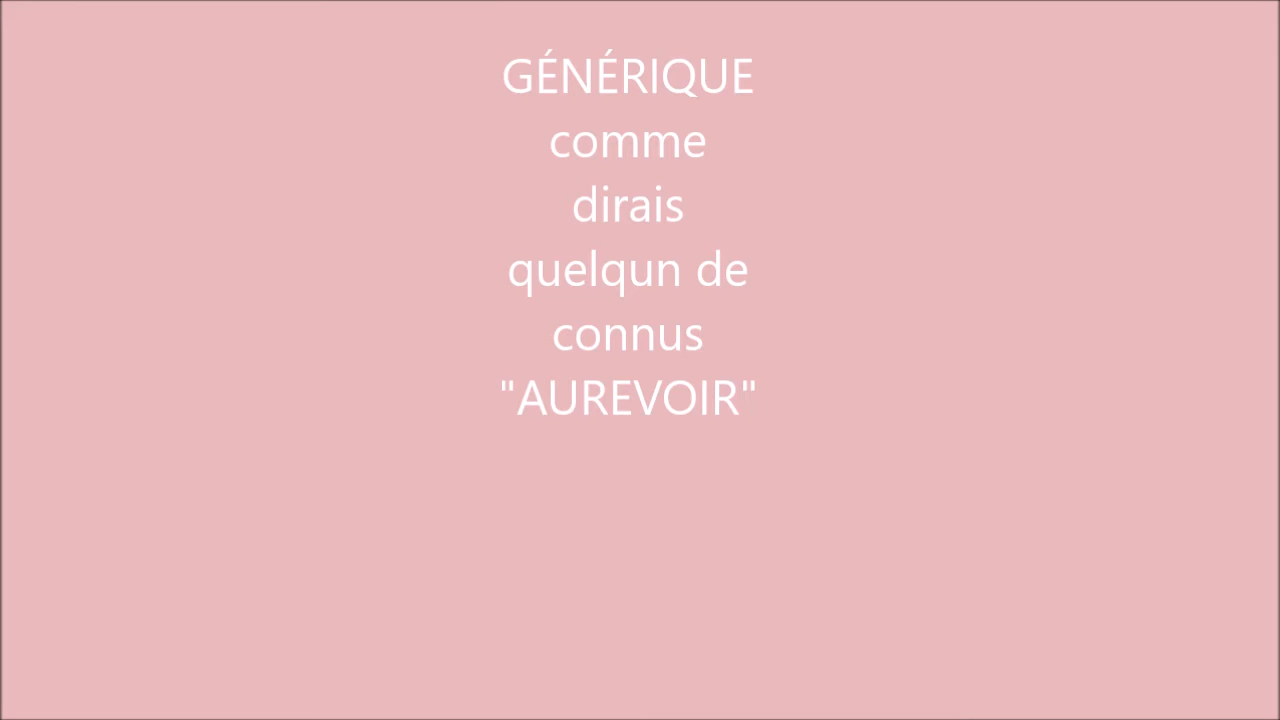 GÉNÉRIQUE
comme
dirais
quelqun de
connus
"AUREVOIR"